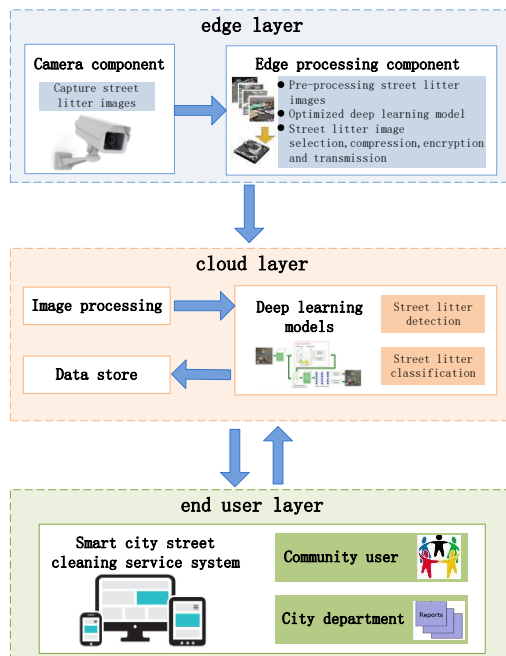 edge layer
Camera component
Capture street
litter images
Edge processing component
● Pre-processing street litter
images
● Optimized deep learning model
● Street litter image
selection,compression,encryption
and transmission
cloud layer
Image processing
Data store
Deep learning
models
Street litter
detection
Street litter
classification
end user layer
Smart city street
cleaning service system
Community user
City department
Reports